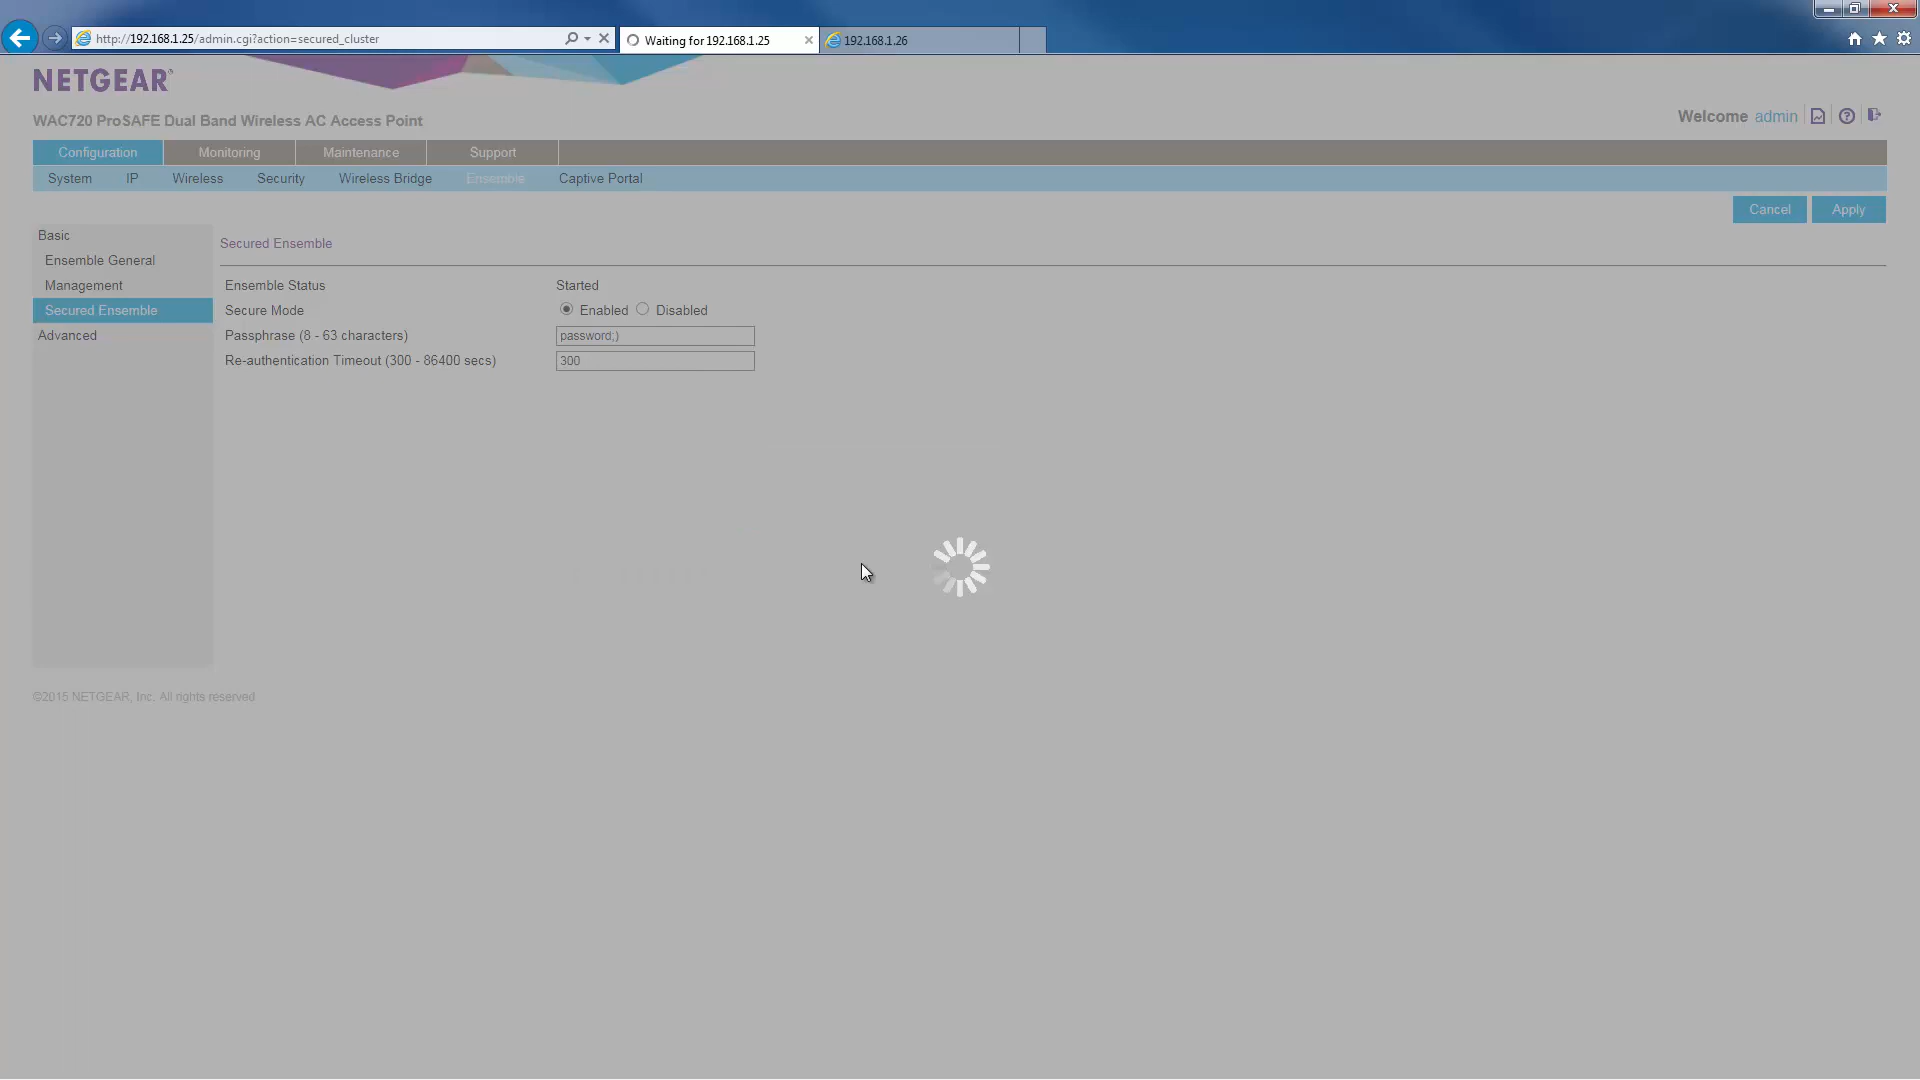 http://192.168.1.25/admin.cgi?action=secured_cluster
Waiting for 192.168.1.25
192.168.1.26
NETGEAR®
WAC720 ProSAFE Dual Band Wireless AC Access Point
Welcome admin
Configuration Monitoring Maintenance Support
System IP Wireless Security Wireless Bridge Ensemble Captive Portal
Cancel Apply
Basic
Ensemble General
Management
Secured Ensemble
Advanced
Secured Ensemble
Ensemble Status Started
Secure Mode Enabled Disabled
Passphrase (8 - 63 characters) password;)
Re-authentication Timeout (300 - 86400 secs) 300
©2015 NETGEAR, Inc. All rights reserved